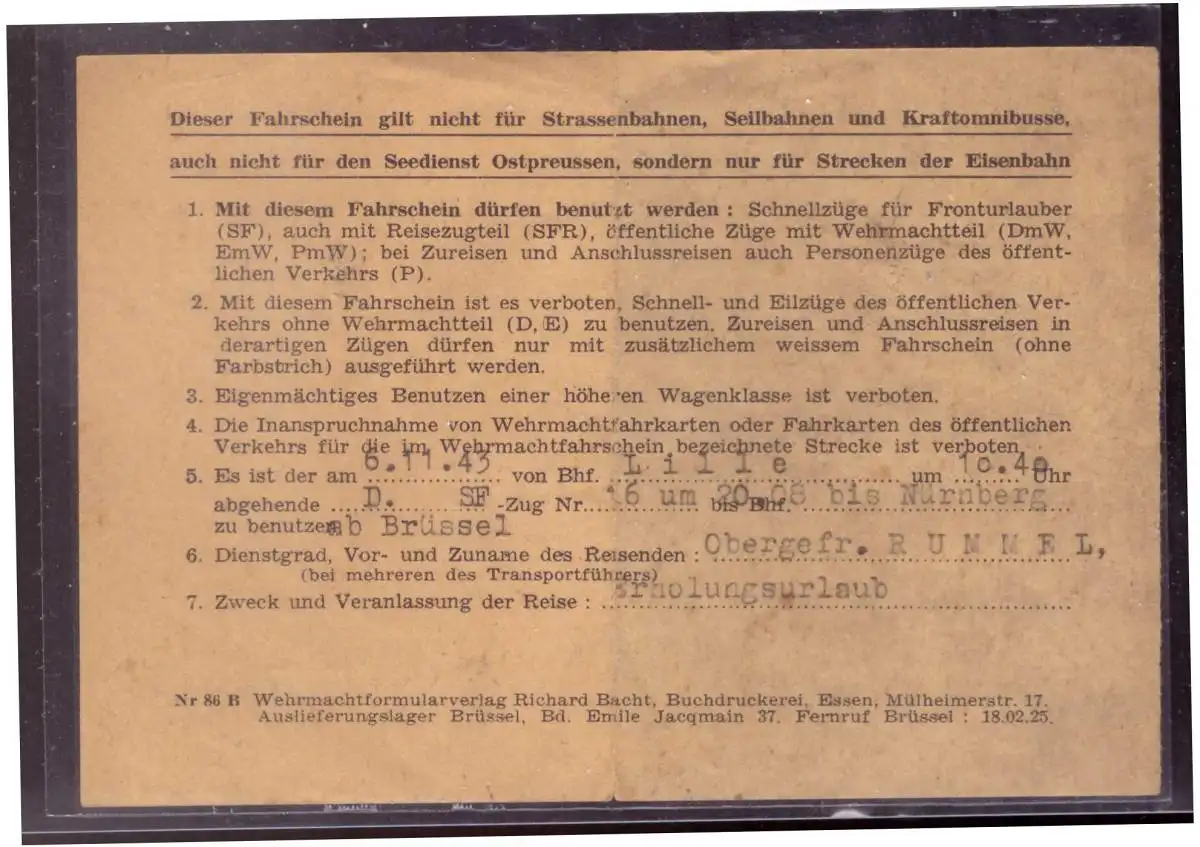 Dieser Fahrschein gilt nicht für Strassenbahnen, Seilbahnen und Kraftomnibusse,
auch nicht für den Seedienst Ostpreussen, sondern nur für Strecken der Eisenbahn
1. Mit diesem Fahrschein dürfen benutzt werden : Schnellzüge für Fronturlauber
(SF), auch mit Reisezugteil (SFR), öffentliche Züge mit Wehrmachtteil (DmW,
EmW, PmW) ; bei Zureisen und Anschlussreisen auch Personenzüge des öffent-
lichen Verkehrs (P).
2. Mit diesem Fahrschein ist es verboten, Schnell- und Eilzüge des öffentlichen Ver-
kehrs ohne Wehrmachtteil (D, E) zu benutzen. Zureisen und Anschlussreisen in
derartigen Zügen dürfen nur mit zusätzlichem weissem Fahrschein (ohne
Farbstrich) ausgeführt werden.
3. Eigenmächtiges Benutzen einer höheren Wagenklasse ist verboten.
4. Die Inanspruchnahme von Wehrmachtfahrkarten oder Fahrkarten des öffentlichen
Verkehrs für die im Wehrmachtfahrschein bezeichnete Strecke ist verboten.
5. Es ist der am 6.11.43 von Bhf. Lille um Uhr
abgehende D. SF -Zug Nr. 16 um 20.08 bis Bhf. bis Nürnberg
zu benutzen ab Brüssel
6. Dienstgrad, Vor- und Zuname des Reisenden : Obergefr. RUMMEL,
(bei mehreren des Transportführers)
7. Zweck und Veranlassung der Reise : Erholungsurlaub
Nr 86 B Wehrmachtformularverlag Richard Bacht, Buchdruckerei, Essen, Mülheimerstr. 17.
Auslieferungslager Brüssel, Bd. Emile Jacqmain 37. Fernruf Brüssel : 18.02.25.